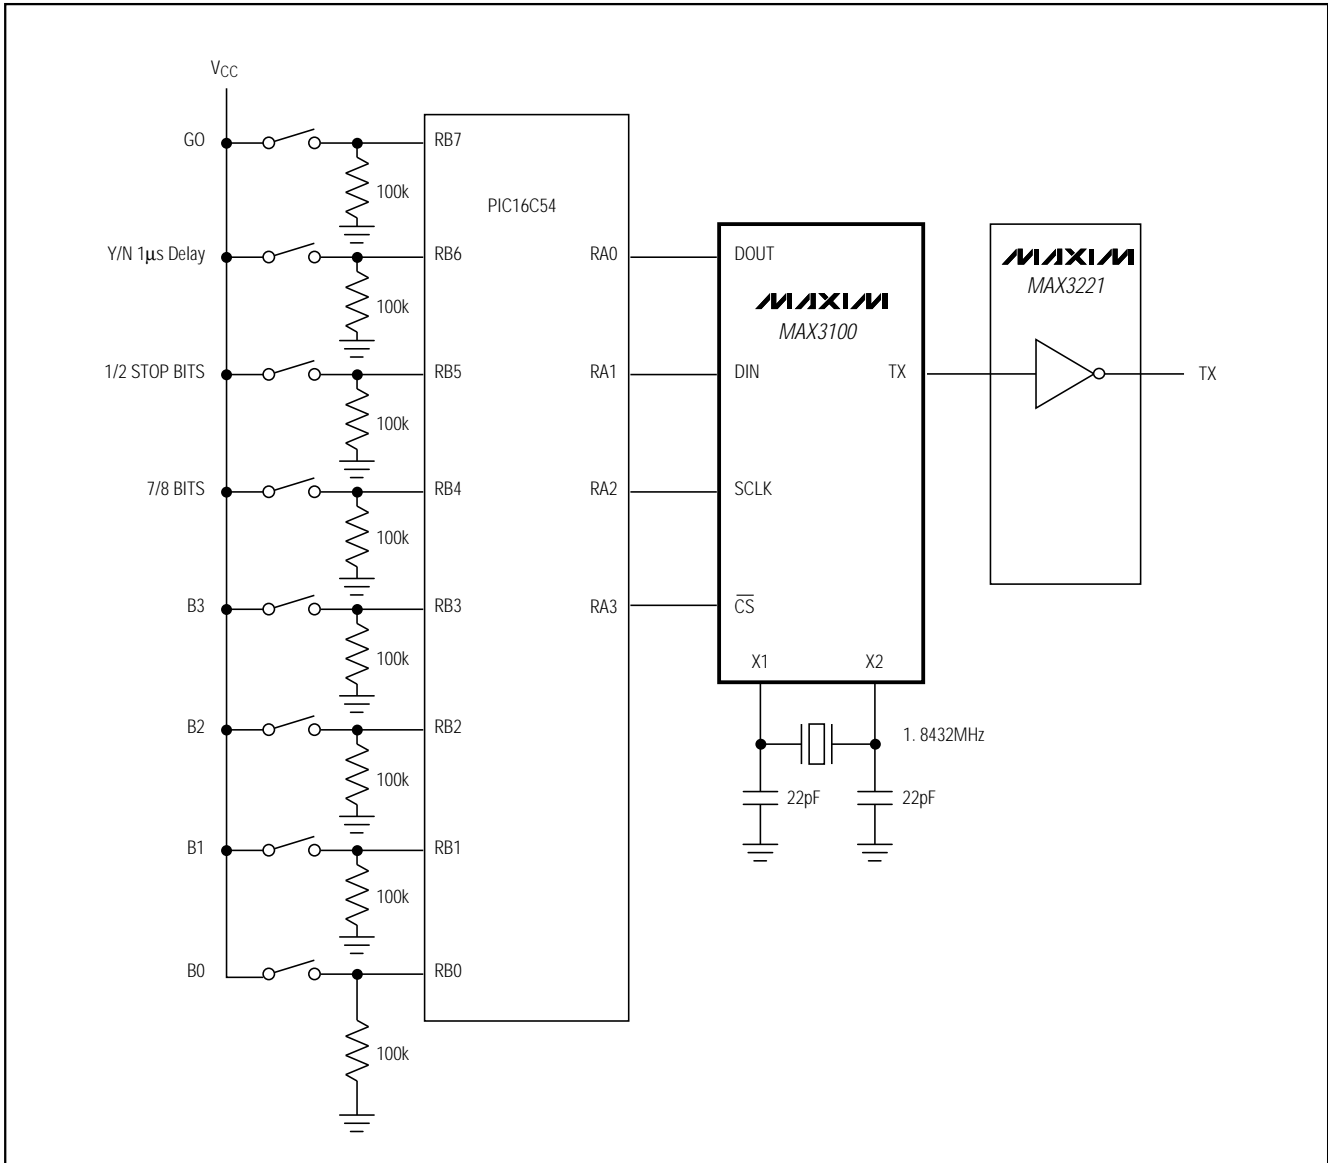 VCC
GO
RB7
100k
PIC16C54
Y/N 1μs Delay
RB6
100k
RA0
DOUT
MAXIM
MAX3100
MAXIM
MAX3221
1/2 STOP BITS
RB5
100k
RA1
DIN
TX
TX
7/8 BITS
RB4
100k
RA2
SCLK
B3
RB3
100k
RA3
CS
X1
X2
B2
RB2
100k
1. 8432MHz
22pF
22pF
B1
RB1
100k
B0
RB0
100k